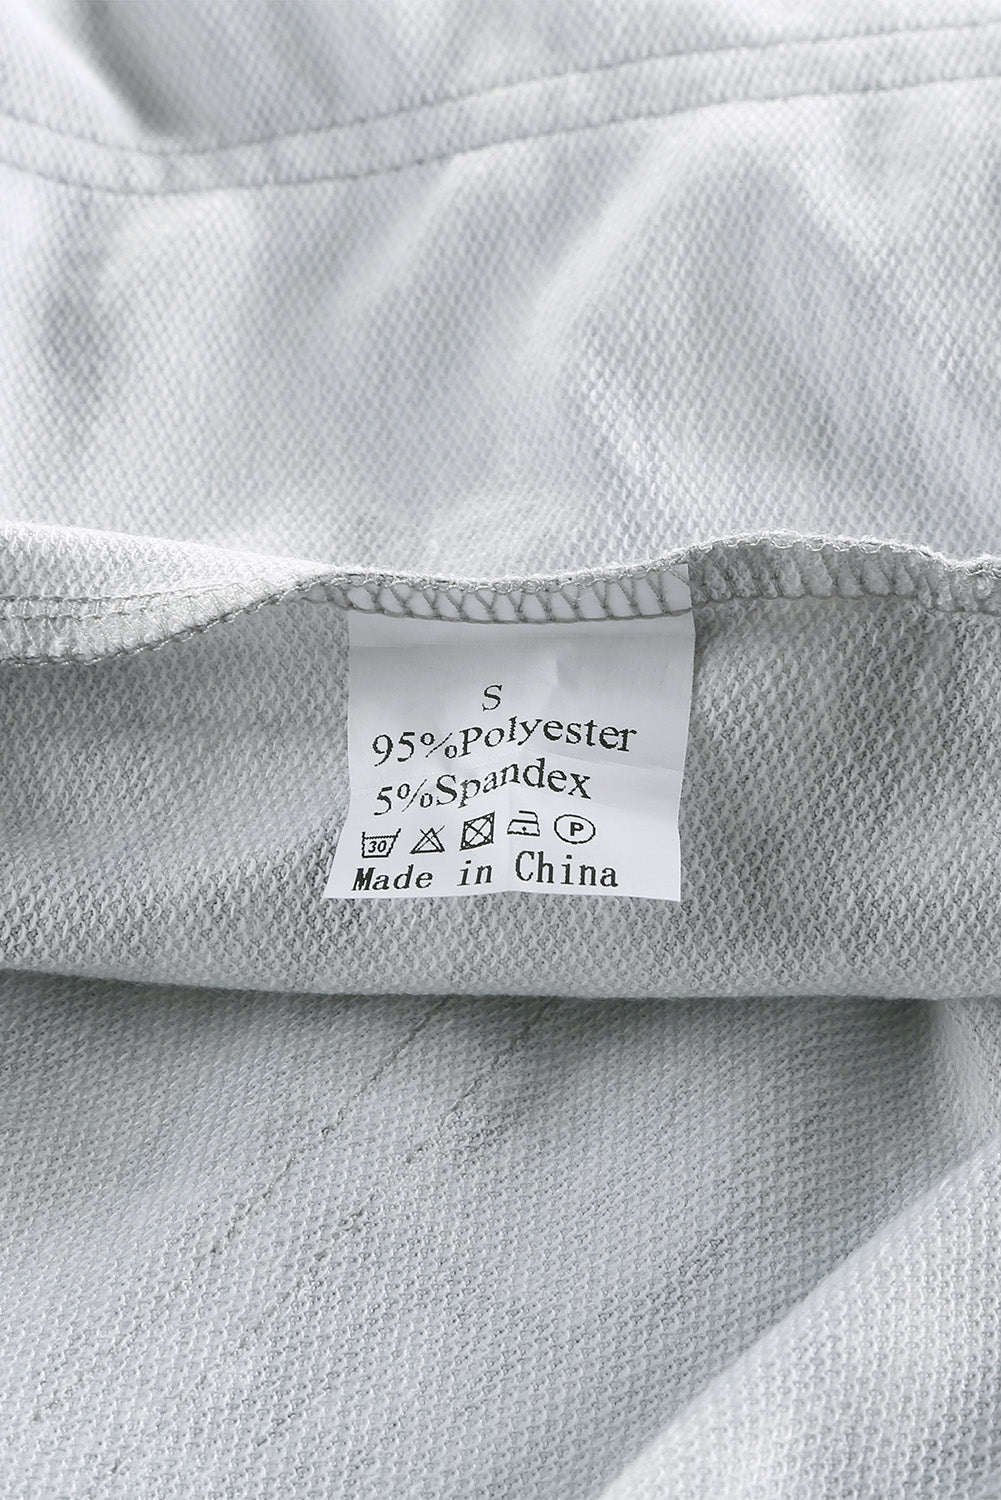 S
95%Polyester
5%Spandex
30 P
Made in China